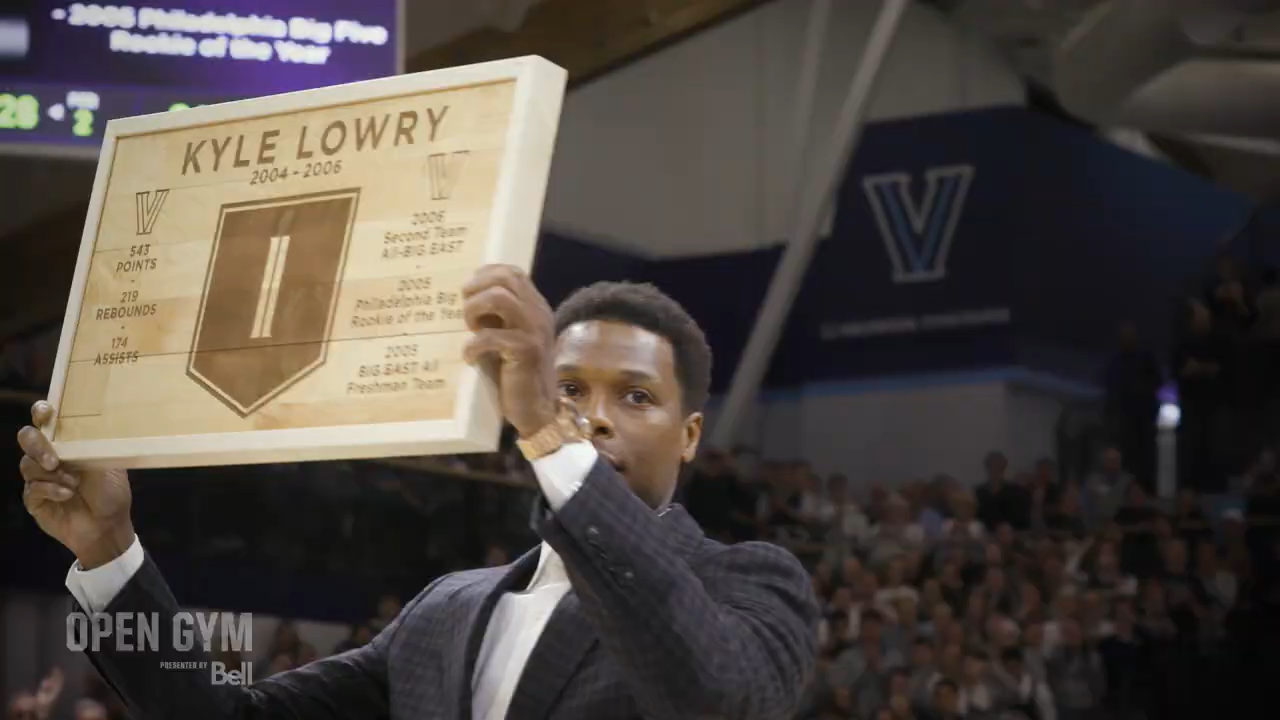 - 2005 Philadelphia Big Five
Rookie of the Year
2
KYLE LOWRY
2004 - 2006
V
543
POINTS
-
219
REBOUNDS
-
174
ASSISTS
1
V
2006
Second Team
All-BIG EAST
-
2005
Philadelphia Big
Rookie of the Yea
-
2005
BIG EAST All
Freshman Team
V
OPEN GYM
PRESENTED BY
Bell